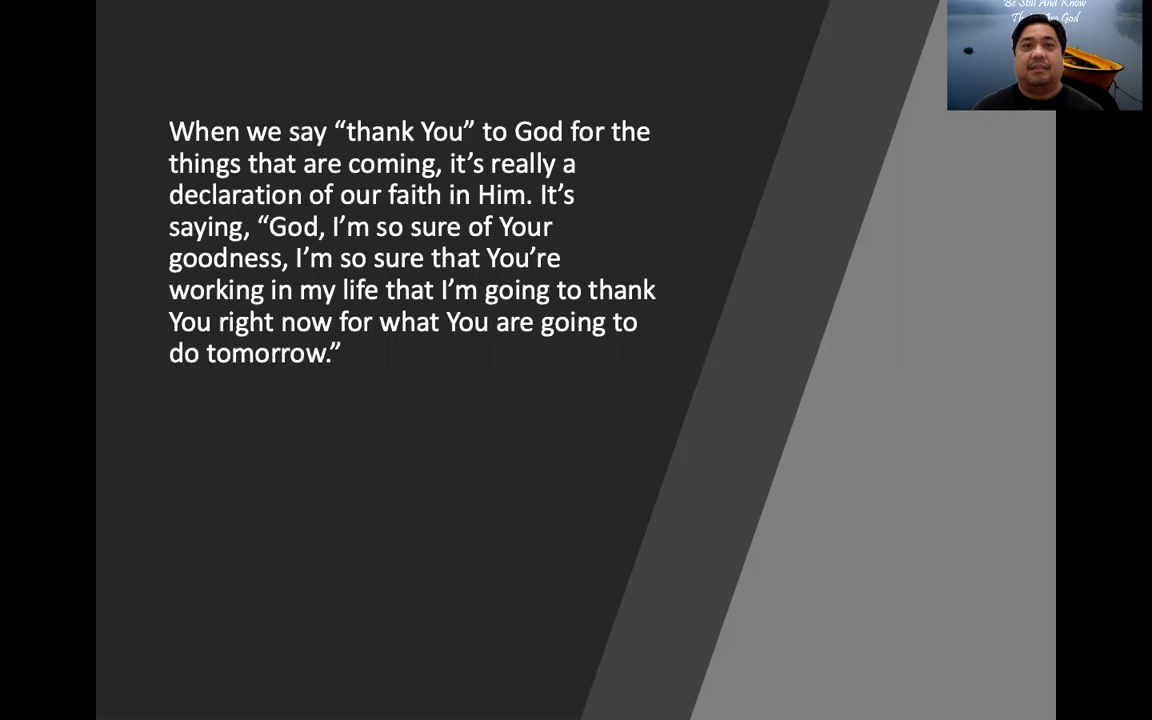 Be Still And Know
God
When we say “thank You” to God for the
things that are coming, it’s really a
declaration of our faith in Him. It’s
saying, “God, I’m so sure of Your
goodness, I’m so sure that You’re
working in my life that I’m going to thank
You right now for what You are going to
do tomorrow.”